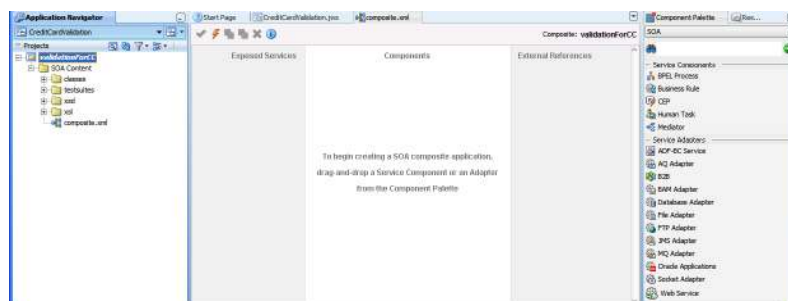 Application Navigator
CreditCardValidation
Projects
validationForCC
SOA Content
classes
testsuites
xsd
xsl
composite.xml
Start Page
CreditCardValidation.jws
composite.xml
Composite: validationForCC
Exposed Services
Components
External References
To begin creating a SOA composite application,
drag-and-drop a Service Component or an Adapter
from the Component Palette
Component Palette
Res...
SOA
Service Components
BPEL Process
Business Rule
CEP
Human Task
Mediator
Service Adapters
ADF-BC Service
AQ Adapter
B2B
BAM Adapter
Database Adapter
File Adapter
FTP Adapter
JMS Adapter
MQ Adapter
Oracle Applications
Socket Adapter
Web Service